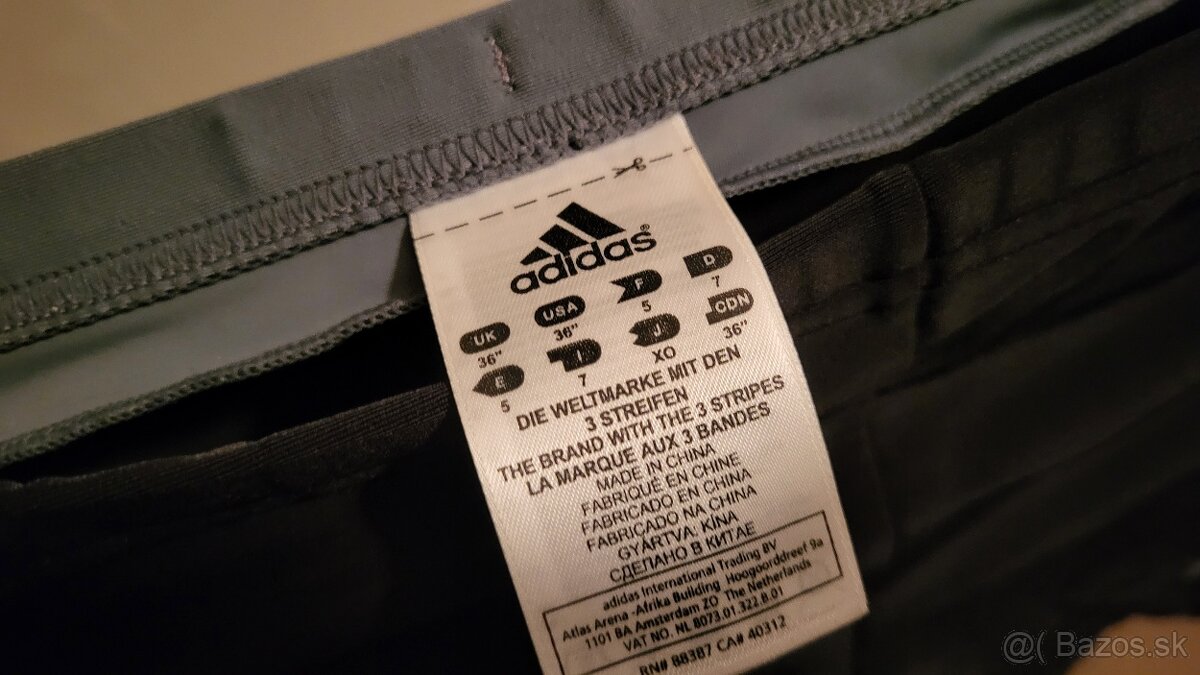 adidas®
UK USA F D
36" 36" 5 7
E I J CDN
5 7 XO 36"
DIE WELTMARKE MIT DEN
3 STREIFEN
THE BRAND WITH THE 3 STRIPES
LA MARQUE AUX 3 BANDES
MADE IN CHINA
FABRIQUÉ EN CHINE
FABRICADO EN CHINA
FABRICADO NA CHINA
GYÁRTVA: KÍNA
СДЕЛАНО В КИТАЕ
adidas International Trading BV
Atlas Arena -Afrika Building Hoogoorddreef 9a
1101 BA Amsterdam ZO The Netherlands
VAT NO. NL 8073.01.322.B.01
RN# 88387 CA# 40312
@( Bazos.sk